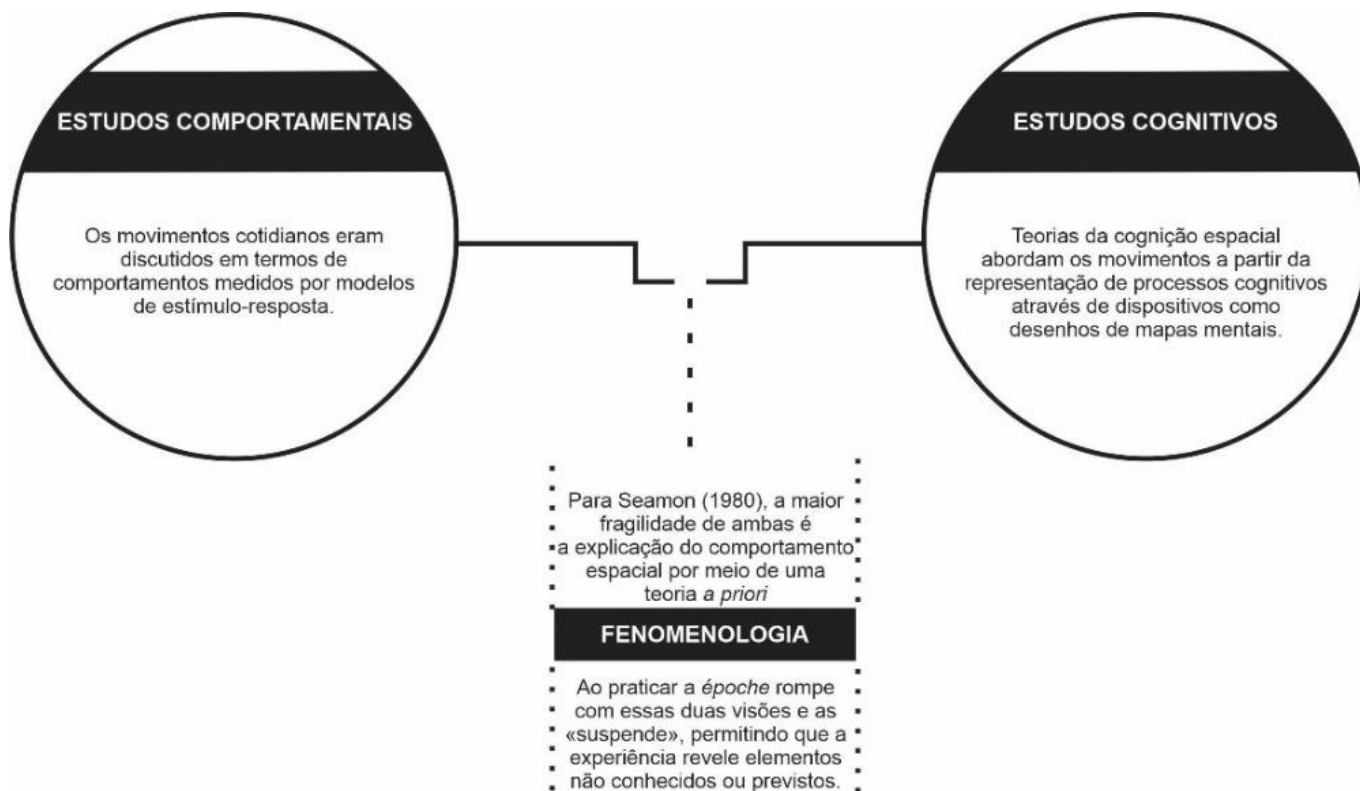 ESTUDOS COMPORTAMENTAIS
Os movimentos cotidianos eram
discutidos em termos de
comportamentos medidos por modelos
de estímulo-resposta.
ESTUDOS COGNITIVOS
Teorias da cognição espacial
abordam os movimentos a partir da
representação de processos cognitivos
através de dispositivos como
desenhos de mapas mentais.
Para Seamon (1980), a maior
fragilidade de ambas é
a explicação do comportamento
espacial por meio de uma
teoria a priori
FENOMENOLOGIA
Ao praticar a époche rompe
com essas duas visões e as
«suspende», permitindo que a
experiência revele elementos
não conhecidos ou previstos.